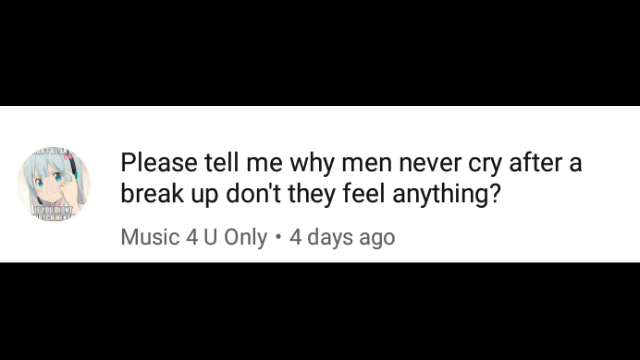 Please tell me why men never cry after a
break up don't they feel anything?
Music 4 U Only • 4 days ago